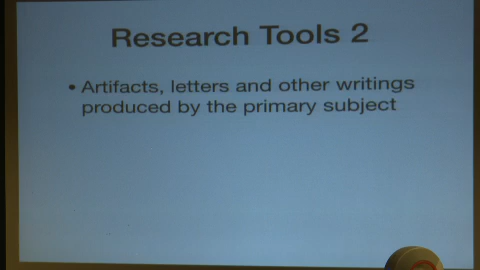 Research Tools 2
• Artifacts, letters and other writings
produced by the primary subject